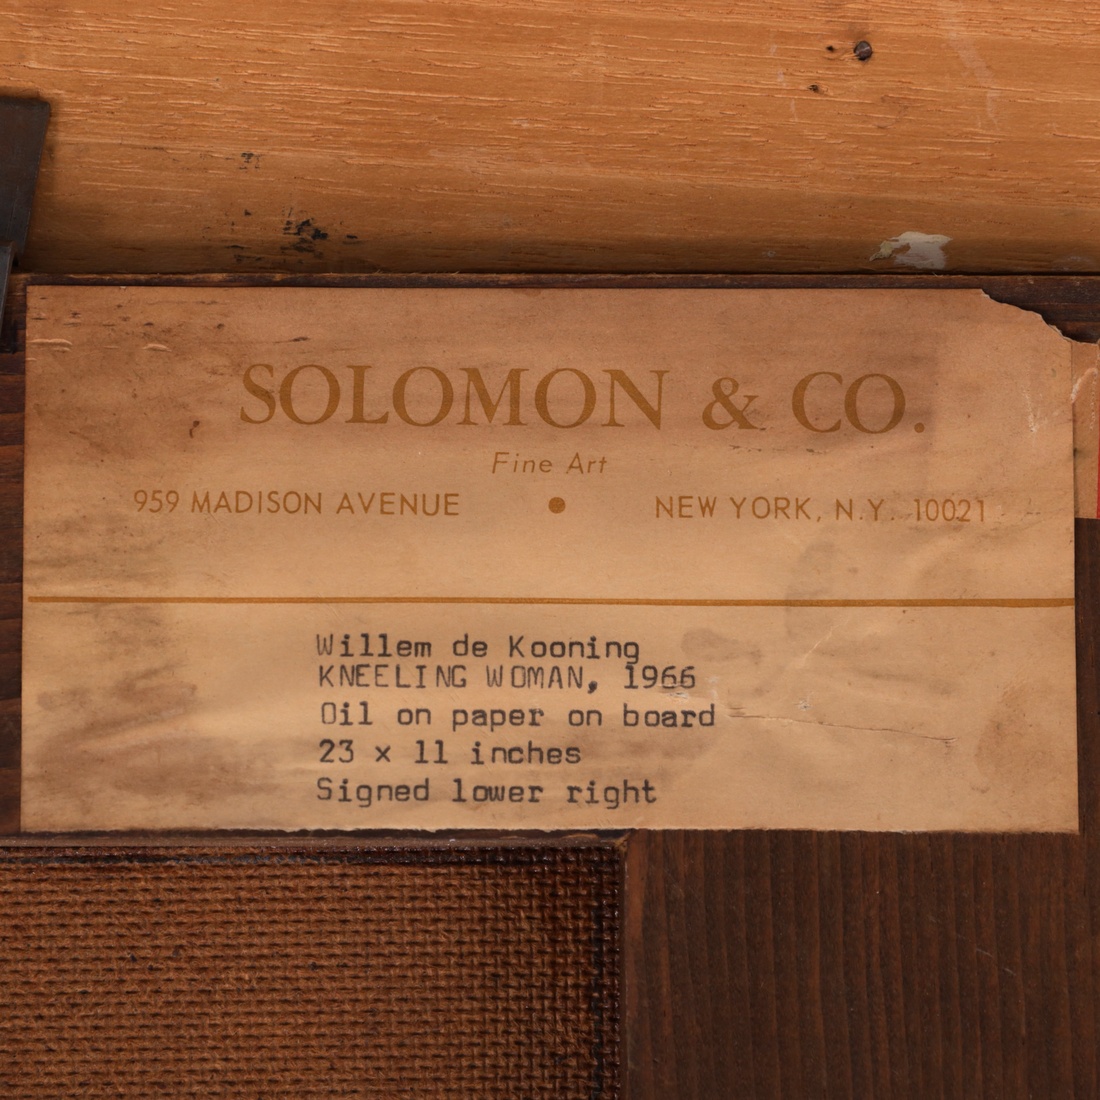 SOLOMON & CO.
Fine Art
959 MADISON AVENUE • NEW YORK, N.Y. 10021
Willem de Kooning
KNEELING WOMAN, 1966
Oil on paper on board
23 x 11 inches
Signed lower right